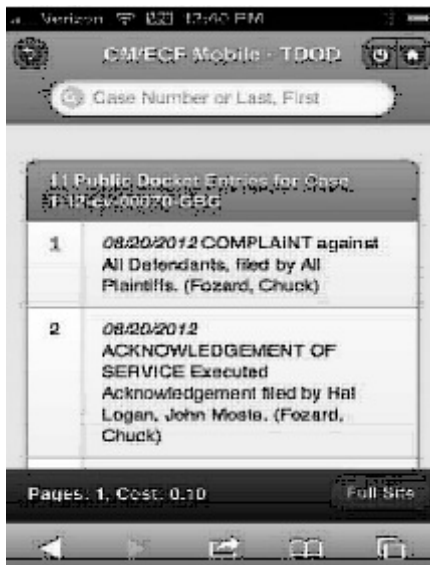 Verizon 12:40 PM
CM/ECF Mobile - TDOD
Case Number or Last, First
11 Public Docket Entries for Case
1:12-cv-00070-GBC
1
08/20/2012 COMPLAINT against
All Defendants, filed by All
Plaintiffs. (Fozard, Chuck)
2
08/20/2012
ACKNOWLEDGEMENT OF
SERVICE Executed
Acknowledgement filed by Hal
Logan, John Moste. (Fozard,
Chuck)
Pages: 1, Cost: 0.10
Full Site